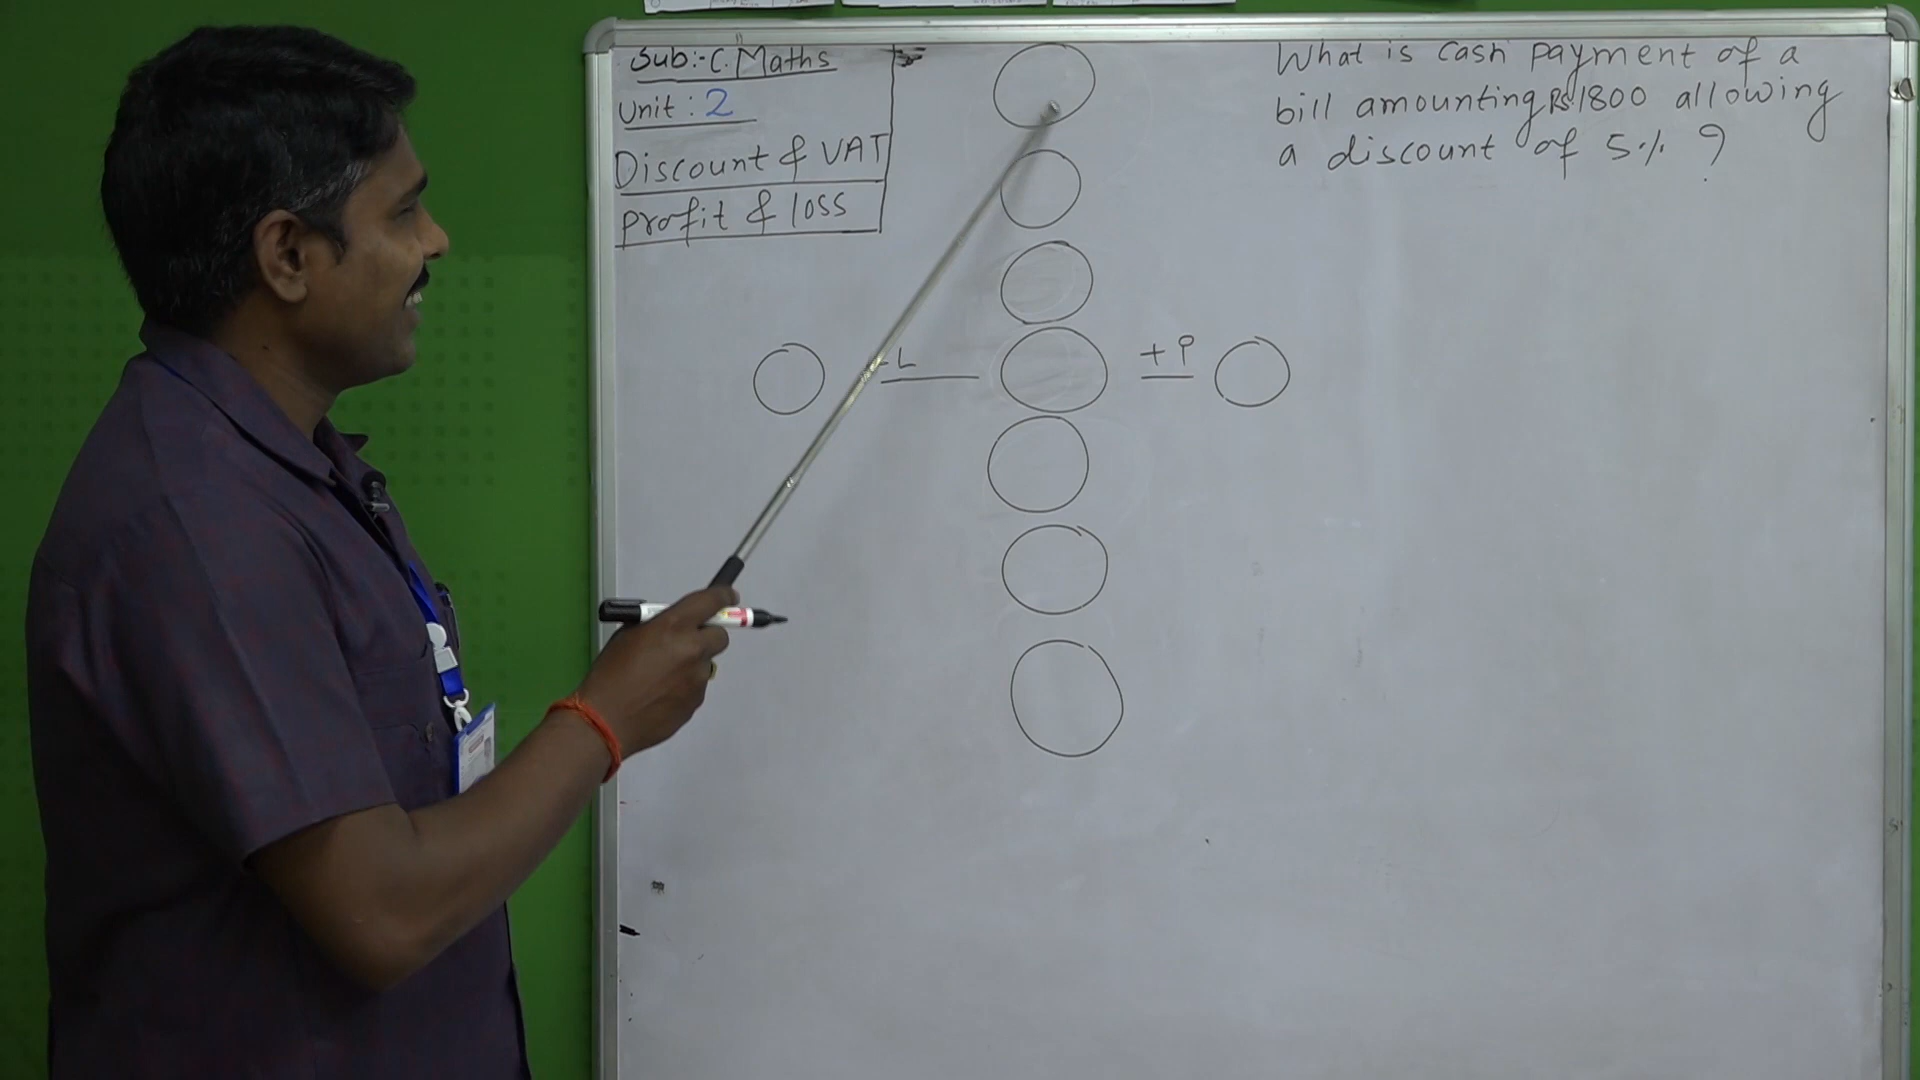 Sub:- C. Maths
Unit : 2
Discount & VAT
Profit & loss
What is cash payment of a
bill amounting Rs.1800 allowing
a discount of 5% ?
-L
+P